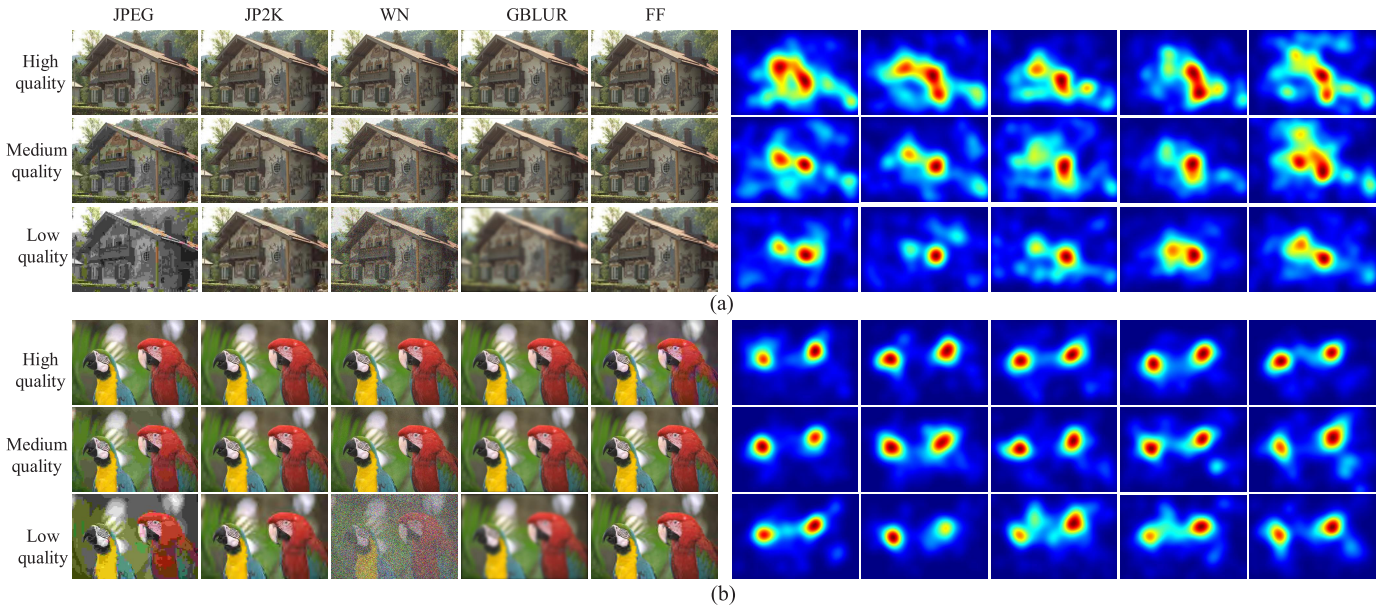 JPEG JP2K WN GBLUR FF
High
quality
Medium
quality
Low
quality
(a)
High
quality
Medium
quality
Low
quality
(b)